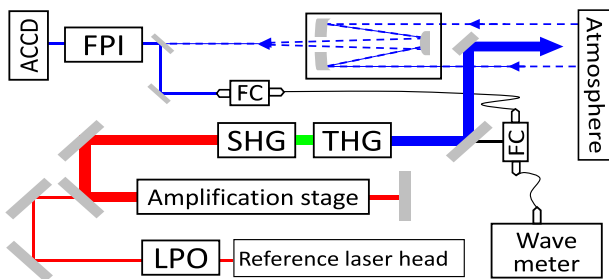 ACCD
FPI
Atmosphere
FC
SHG
THG
FC
Amplification stage
LPO
Reference laser head
Wave
meter